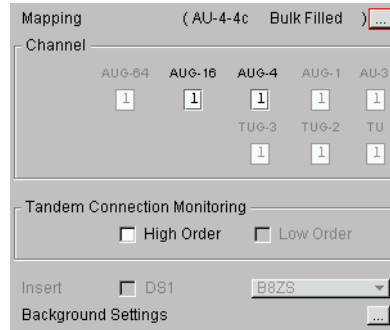 Mapping ( AU-4-4c Bulk Filled ) ...
Channel
AUG-64 AUG-16 AUG-4 AUG-1 AU-3
1 1 1 1 1
TUG-3 TUG-2 TU
1 1 1
Tandem Connection Monitoring
High Order Low Order
Insert DS1 B8ZS
Background Settings ...